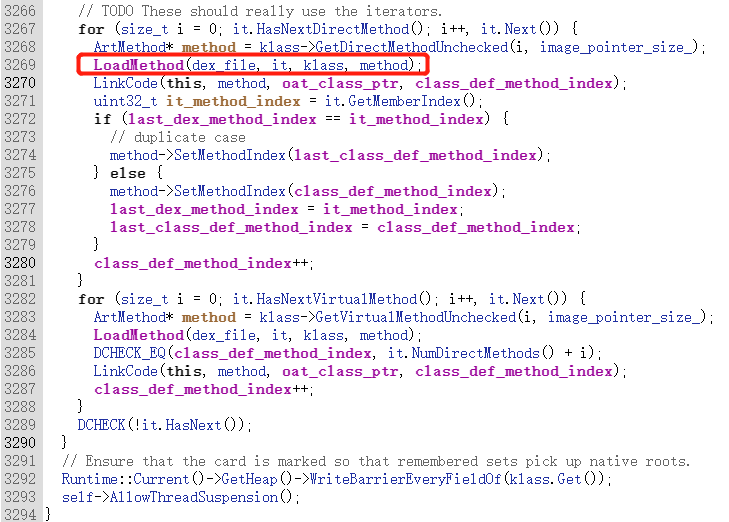 3266     // TODO These should really use the iterators.
3267     for (size_t i = 0; it.HasNextDirectMethod(); i++, it.Next()) {
3268       ArtMethod* method = klass->GetDirectMethodUnchecked(i, image_pointer_size_);
3269       LoadMethod(dex_file, it, klass, method);
3270       LinkCode(this, method, oat_class_ptr, class_def_method_index);
3271       uint32_t it_method_index = it.GetMemberIndex();
3272       if (last_dex_method_index == it_method_index) {
3273         // duplicate case
3274         method->SetMethodIndex(last_class_def_method_index);
3275       } else {
3276         method->SetMethodIndex(class_def_method_index);
3277         last_dex_method_index = it_method_index;
3278         last_class_def_method_index = class_def_method_index;
3279       }
3280       class_def_method_index++;
3281     }
3282     for (size_t i = 0; it.HasNextVirtualMethod(); i++, it.Next()) {
3283       ArtMethod* method = klass->GetVirtualMethodUnchecked(i, image_pointer_size_);
3284       LoadMethod(dex_file, it, klass, method);
3285       DCHECK_EQ(class_def_method_index, it.NumDirectMethods() + i);
3286       LinkCode(this, method, oat_class_ptr, class_def_method_index);
3287       class_def_method_index++;
3288     }
3289     DCHECK(!it.HasNext());
3290   }
3291   // Ensure that the card is marked so that remembered sets pick up native roots.
3292   Runtime::Current()->GetHeap()->WriteBarrierEveryFieldOf(klass.Get());
3293   self->AllowThreadSuspension();
3294 }